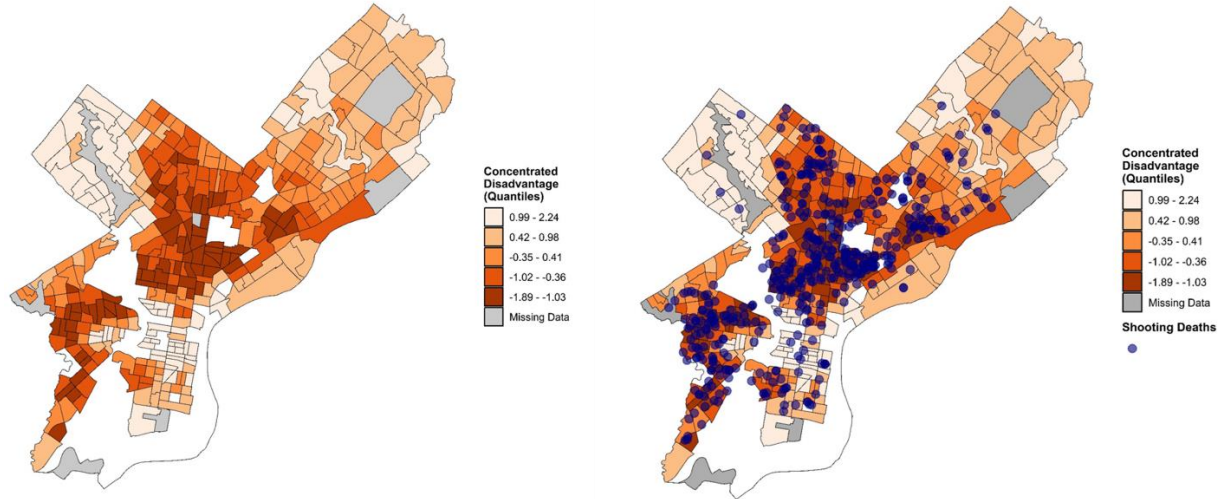 Concentrated
Disadvantage
(Quantiles)
0.99 - 2.24
0.42 - 0.98
-0.35 - 0.41
-1.02 - -0.36
-1.89 - -1.03
Missing Data
Concentrated
Disadvantage
(Quantiles)
0.99 - 2.24
0.42 - 0.98
-0.35 - 0.41
-1.02 - -0.36
-1.89 - -1.03
Missing Data
Shooting Deaths